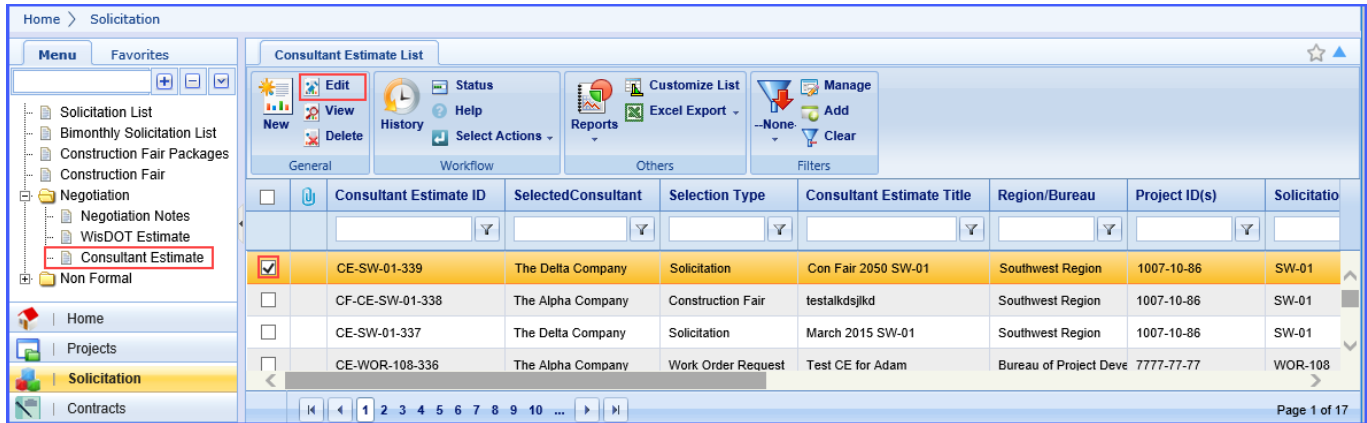 Home > Solicitation
Menu Favorites
Solicitation List
Bimonthly Solicitation List
Construction Fair Packages
Construction Fair
Negotiation
Negotiation Notes
WisDOT Estimate
Consultant Estimate
Non Formal
Home
Projects
Solicitation
Contracts
Consultant Estimate List
New
Edit
View
Delete
General
History
Status
Help
Select Actions
Workflow
Reports
Customize List
Excel Export
Others
--None-
Manage
Add
Clear
Filters
Consultant Estimate ID SelectedConsultant Selection Type Consultant Estimate Title Region/Bureau Project ID(s) Solicitatio
CE-SW-01-339 The Delta Company Solicitation Con Fair 2050 SW-01 Southwest Region 1007-10-86 SW-01
CF-CE-SW-01-338 The Alpha Company Construction Fair testalkdsjlkd Southwest Region 1007-10-86 SW-01
CE-SW-01-337 The Delta Company Solicitation March 2015 SW-01 Southwest Region 1007-10-86 SW-01
CE-WOR-108-336 The Alpha Company Work Order Request Test CE for Adam Bureau of Project Deve 7777-77-77 WOR-108
1 2 3 4 5 6 7 8 9 10 ... Page 1 of 17